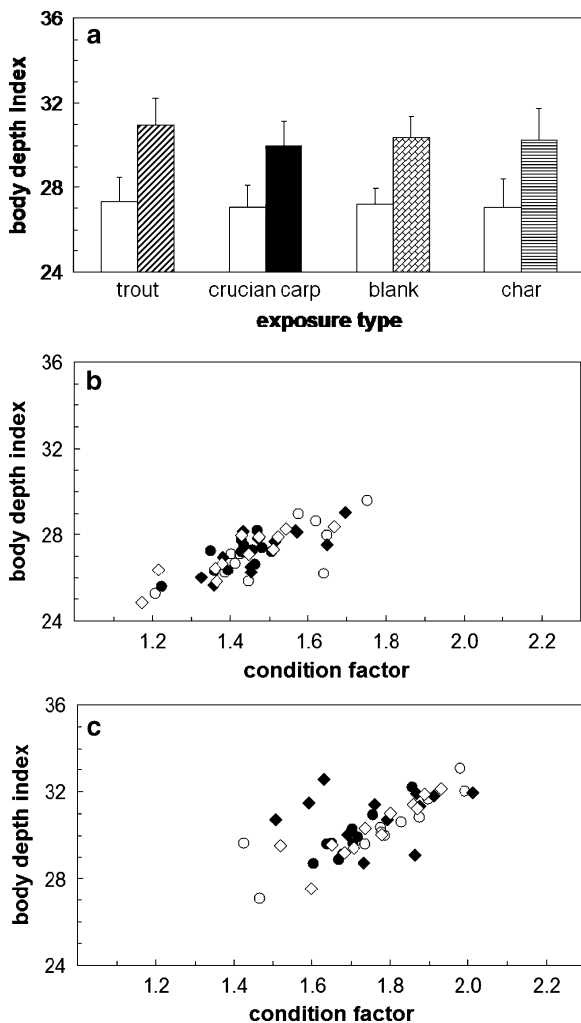 a
body depth Index
36
32
28
24
trout crucian carp blank char
exposure type
b
body depth index
36
32
28
24
1.2 1.4 1.6 1.8 2.0 2.2
condition factor
c
body depth index
36
32
28
24
1.2 1.4 1.6 1.8 2.0 2.2
condition factor